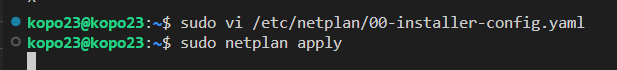 kopo23@kopo23:~$ sudo vi /etc/netplan/00-installer-config.yaml
kopo23@kopo23:~$ sudo netplan apply